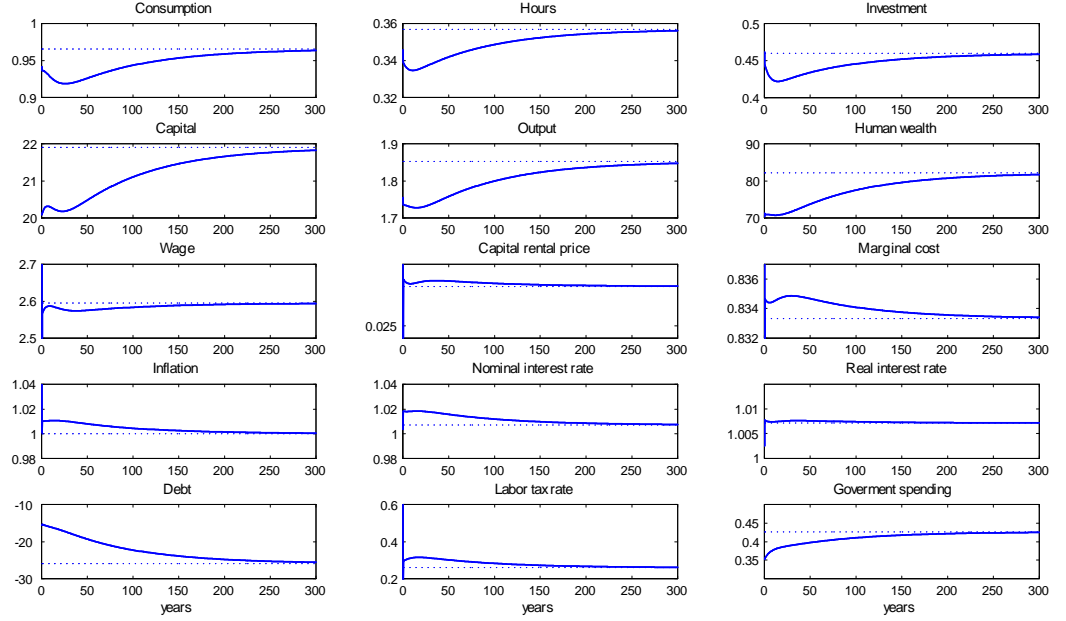 Consumption
1
0.95
0.9
0 50 100 150 200 250 300
Hours
0.36
0.34
0.32
0 50 100 150 200 250 300
Investment
0.5
0.45
0.4
0 50 100 150 200 250 300
Capital
22
21
20
0 50 100 150 200 250 300
Output
1.9
1.8
1.7
0 50 100 150 200 250 300
Human wealth
90
80
70
0 50 100 150 200 250 300
Wage
2.7
2.6
2.5
0 50 100 150 200 250 300
Capital rental price
0.025
0 50 100 150 200 250 300
Marginal cost
0.836
0.834
0.832
0 50 100 150 200 250 300
Inflation
1.04
1.02
1
0.98
0 50 100 150 200 250 300
Nominal interest rate
1.04
1.02
1
0.98
0 50 100 150 200 250 300
Real interest rate
1.01
1.005
1
0 50 100 150 200 250 300
Debt
-10
-20
-30
0 50 100 150 200 250 300
years
Labor tax rate
0.6
0.4
0.2
0 50 100 150 200 250 300
years
Goverment spending
0.45
0.4
0.35
0 50 100 150 200 250 300
years